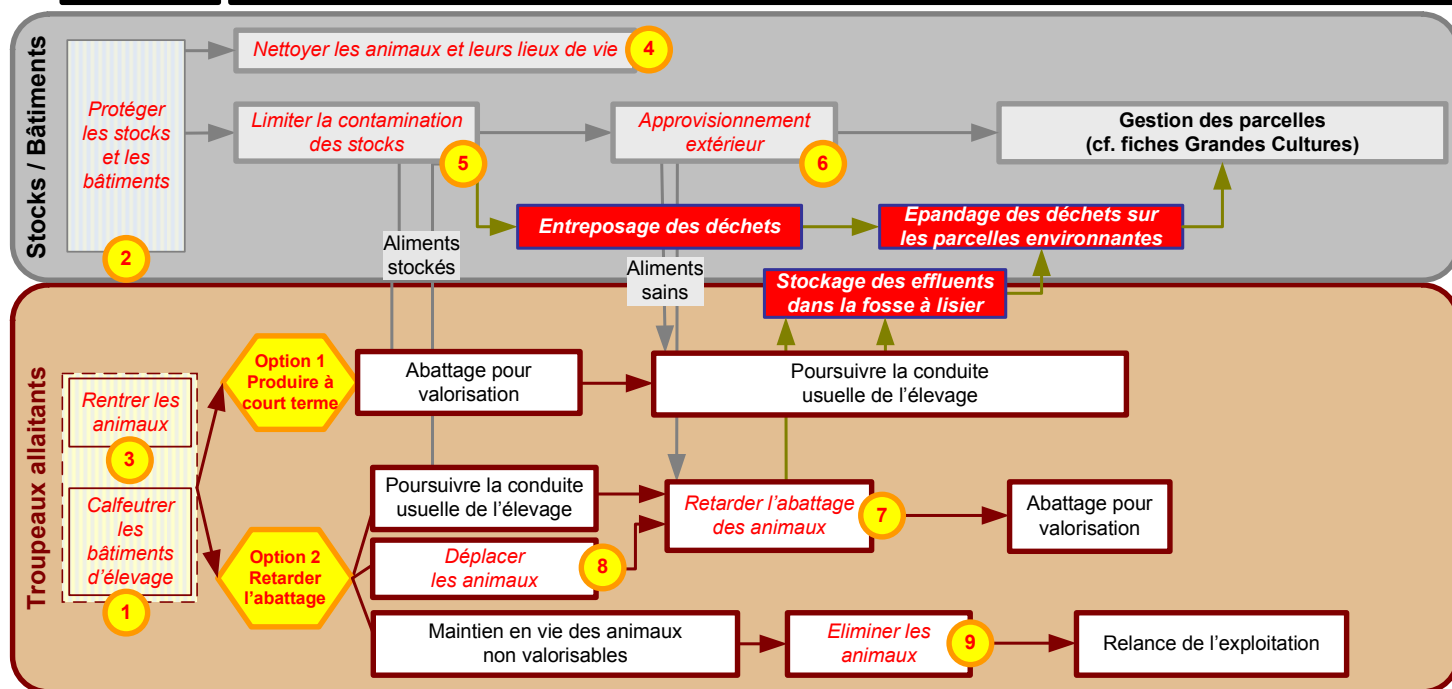 Stocks / Bâtiments
Protéger
les stocks
et les
bâtiments
2
Nettoyer les animaux et leurs lieux de vie
4
Limiter la contamination
des stocks
5
Approvisionnement
extérieur
6
Gestion des parcelles
(cf. fiches Grandes Cultures)
Entreposage des déchets
Epandage des déchets sur
les parcelles environnantes
Aliments
stockés
Aliments
sains
Stockage des effluents
dans la fosse à lisier
Troupeaux allaitants
Rentrer les
animaux
3
Calfeutrer
les
bâtiments
d’élevage
1
Option 1
Produire à
court terme
Abattage pour
valorisation
Poursuivre la conduite
usuelle de l’élevage
Option 2
Retarder
l’abattage
Poursuivre la conduite
usuelle de l’élevage
Retarder l’abattage
des animaux
7
Abattage pour
valorisation
Déplacer
les animaux
8
Maintien en vie des animaux
non valorisables
Eliminer les
animaux
9
Relance de l’exploitation